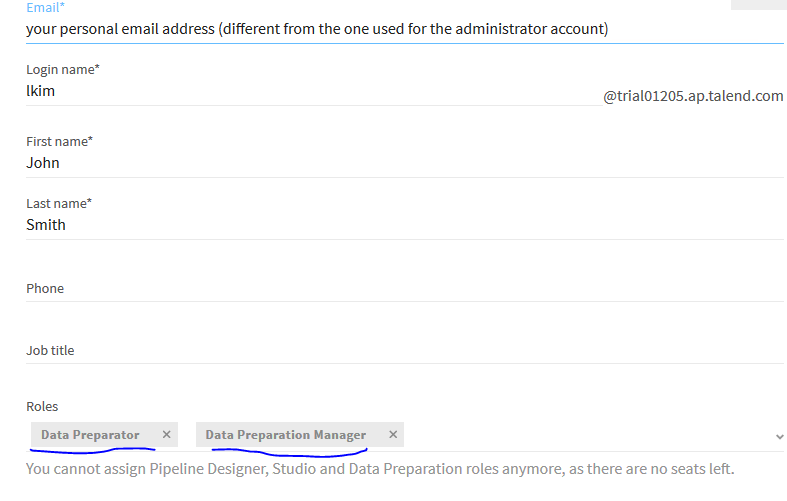 Email*
your personal email address (different from the one used for the administrator account)
Login name*
lkim
@trial01205.ap.talend.com
First name*
John
Last name*
Smith
Phone
Job title
Roles
Data Preparator × Data Preparation Manager ×
You cannot assign Pipeline Designer, Studio and Data Preparation roles anymore, as there are no seats left.